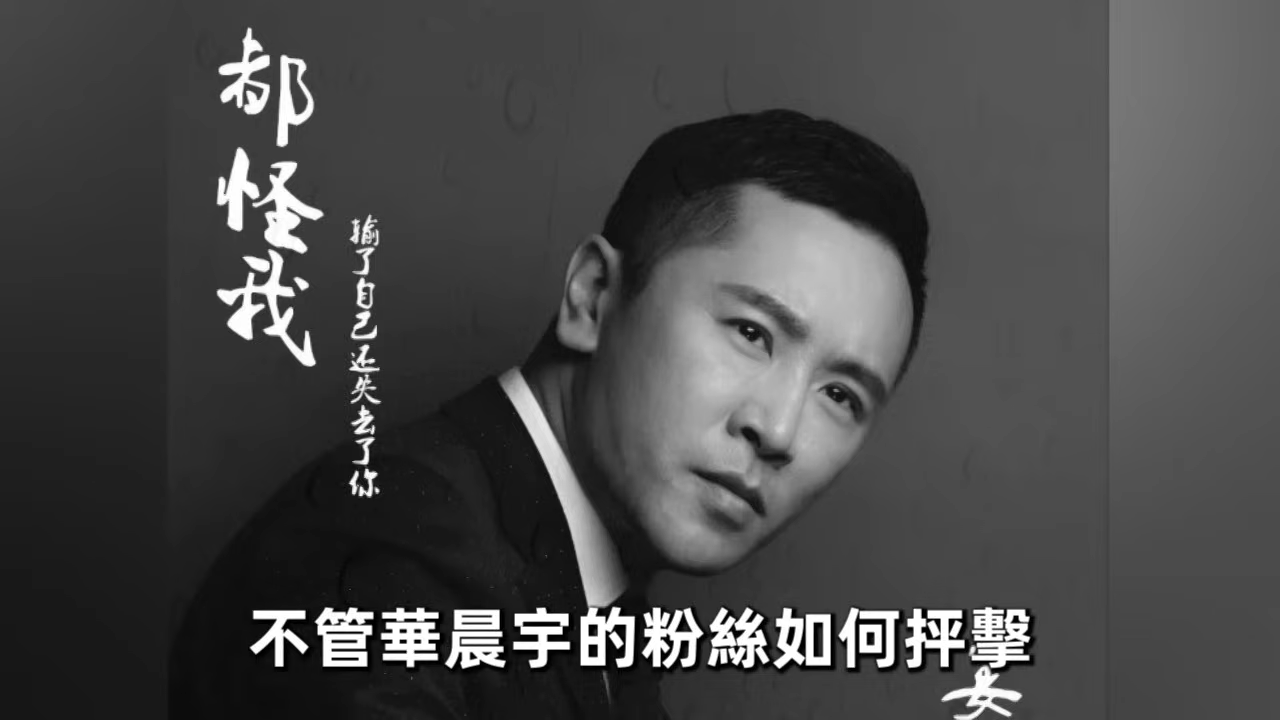 都怪我
输了自己还失去了你
不管華晨宇的粉絲如何抨擊